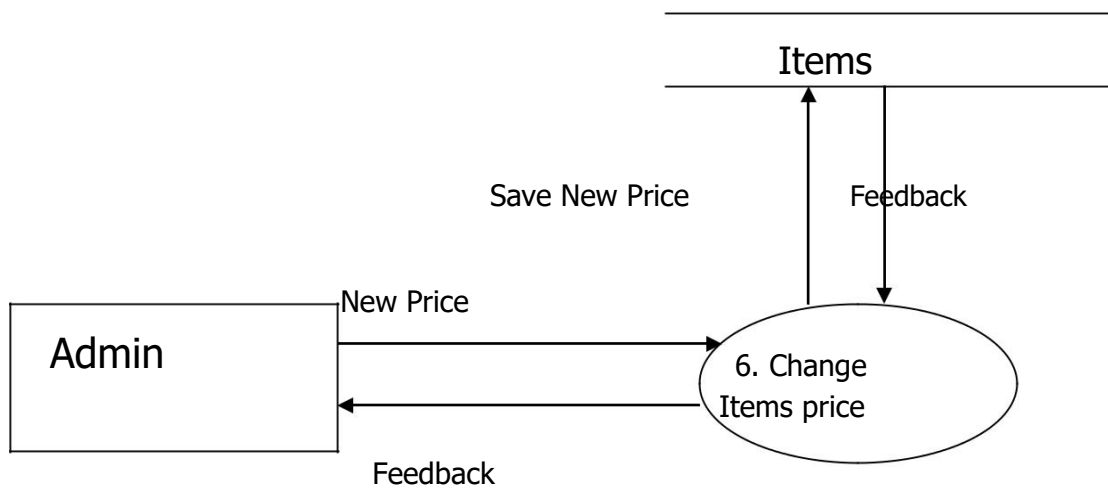 Items
Save New Price
Feedback
New Price
Admin
6. Change
Items price
Feedback